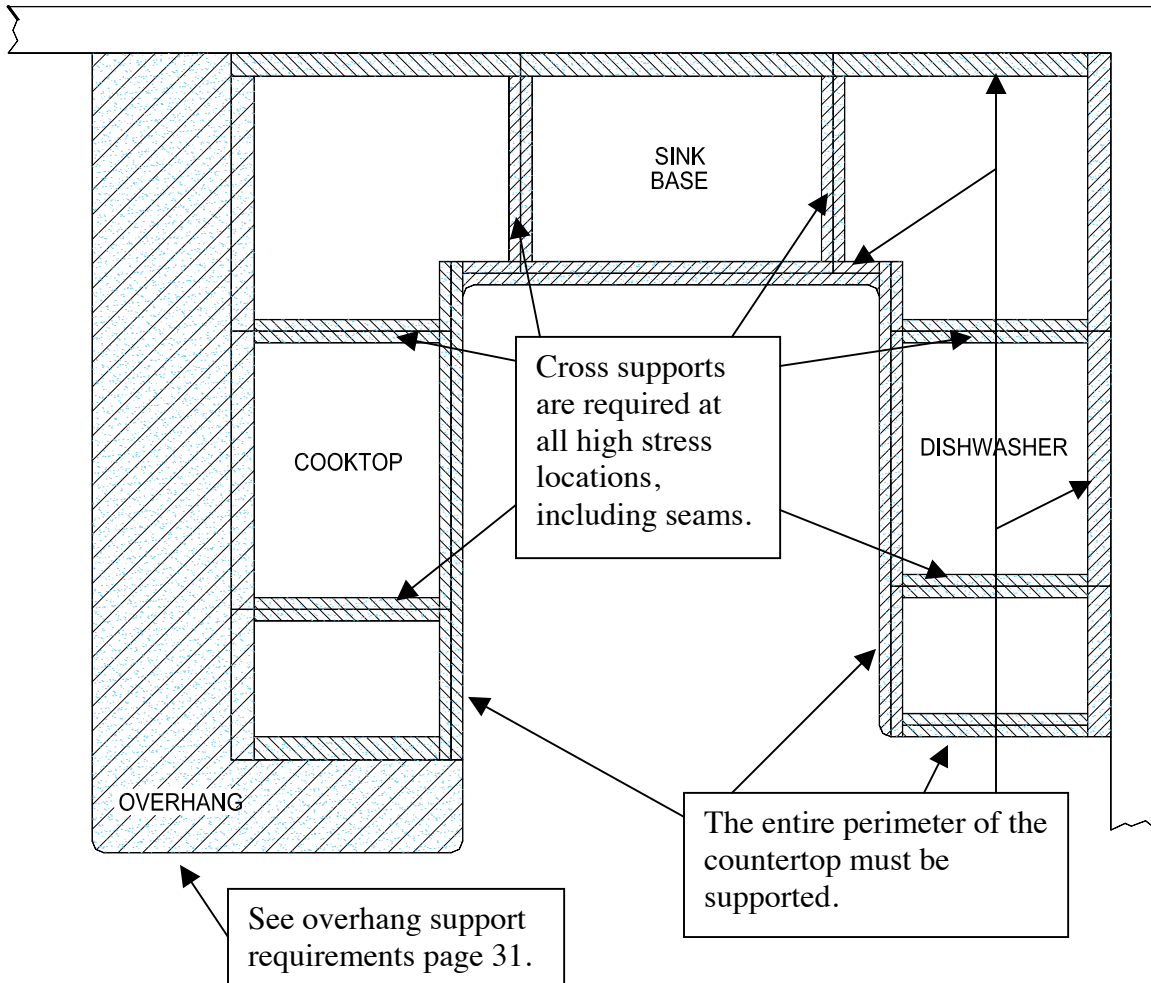 SINK
BASE
Cross supports
are required at
all high stress
locations,
including seams.
COOKTOP
DISHWASHER
OVERHANG
The entire perimeter of the
countertop must be
supported.
See overhang support
requirements page 31.